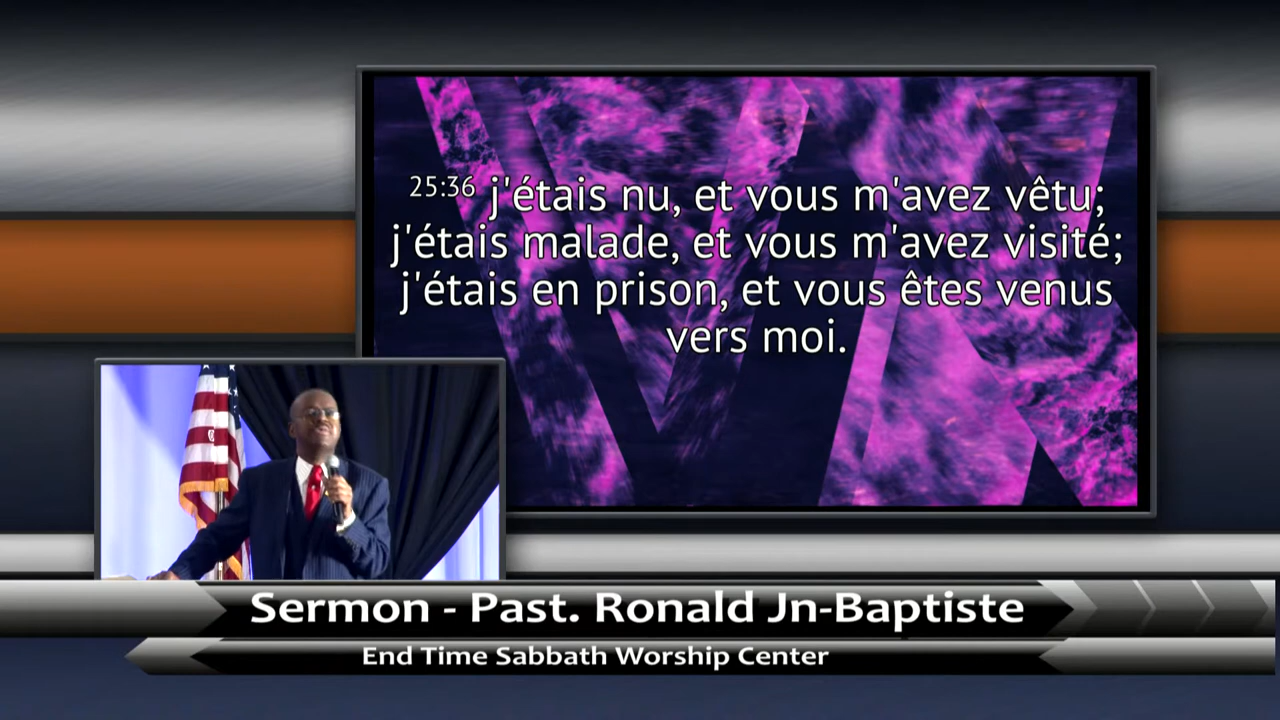 25:36 j'étais nu, et vous m'avez vêtu;
j'étais malade, et vous m'avez visité;
j'étais en prison, et vous êtes venus
vers moi.
Sermon - Past. Ronald Jn-Baptiste
End Time Sabbath Worship Center